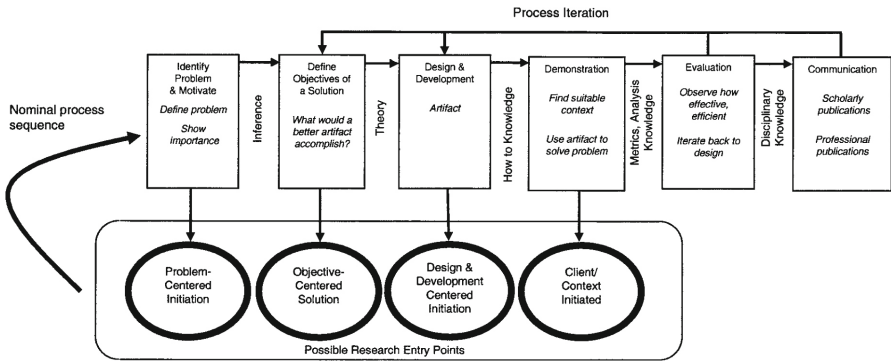 Process Iteration
Nominal process
sequence
Identify
Problem
& Motivate
Define problem
Show
importance
Inference
Define
Objectives of
a Solution
What would a
better artifact
accomplish?
Theory
Design &
Development
Artifact
How to Knowledge
Demonstration
Find suitable
context
Use artifact to
solve problem
Metrics, Analysis
Knowledge
Evaluation
Observe how
effective,
efficient
Iterate back to
design
Disciplinary
Knowledge
Communication
Scholarly
publications
Professional
publications
Problem-
Centered
Initiation
Objective-
Centered
Solution
Design &
Development
Centered
Initiation
Client/
Context
Initiated
Possible Research Entry Points